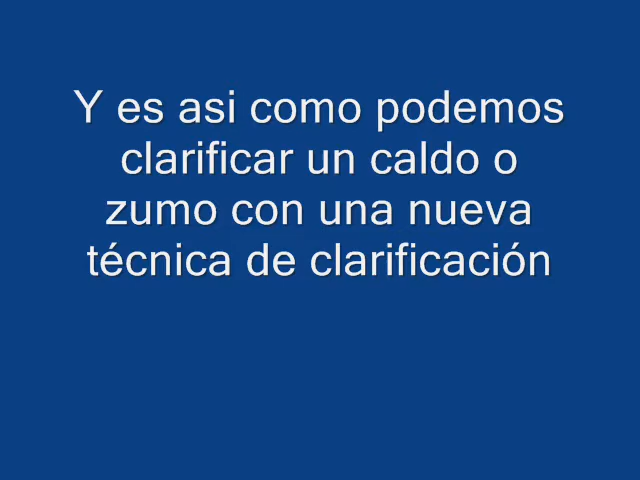 Y es asi como podemos
clarificar un caldo o
zumo con una nueva
técnica de clarificación